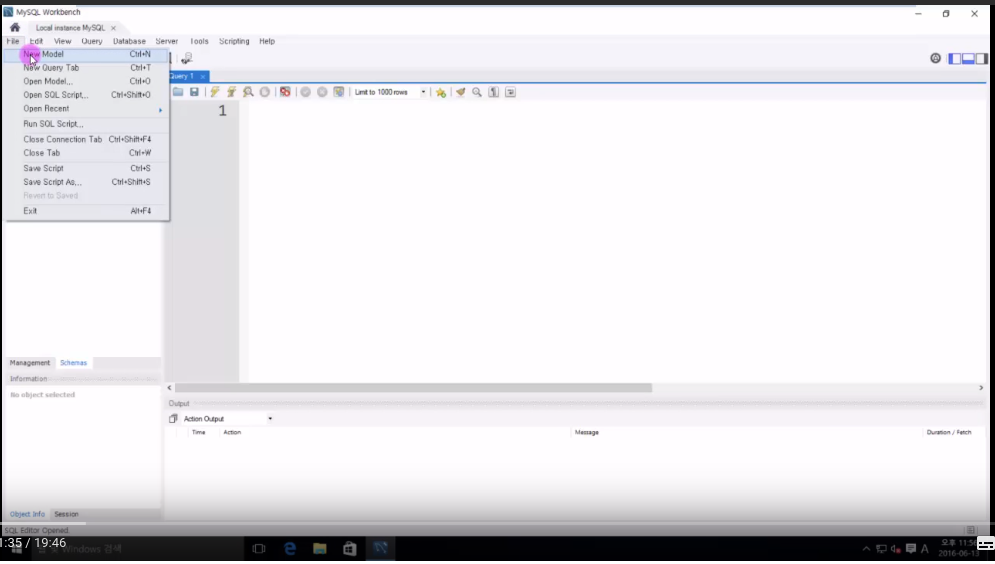 MySQL Workbench
Local instance MySQL ×
File Edit View Query Database Server Tools Scripting Help
New Model Ctrl+N
New Query Tab Ctrl+T
Open Model... Ctrl+O
Open SQL Script... Ctrl+Shift+O
Open Recent
Run SQL Script...
Close Connection Tab Ctrl+Shift+F4
Close Tab Ctrl+W
Save Script Ctrl+S
Save Script As... Ctrl+Shift+S
Revert to Saved
Exit Alt+F4
Query 1 ×
Limit to 1000 rows
1
Management Schemas
Information
No object selected
Output
Action Output
Time Action Message Duration / Fetch
Object Info Session
SQL Editor Opened.
1:35 / 19:46
Windows 검색
A
오후 11:56
2016-06-13